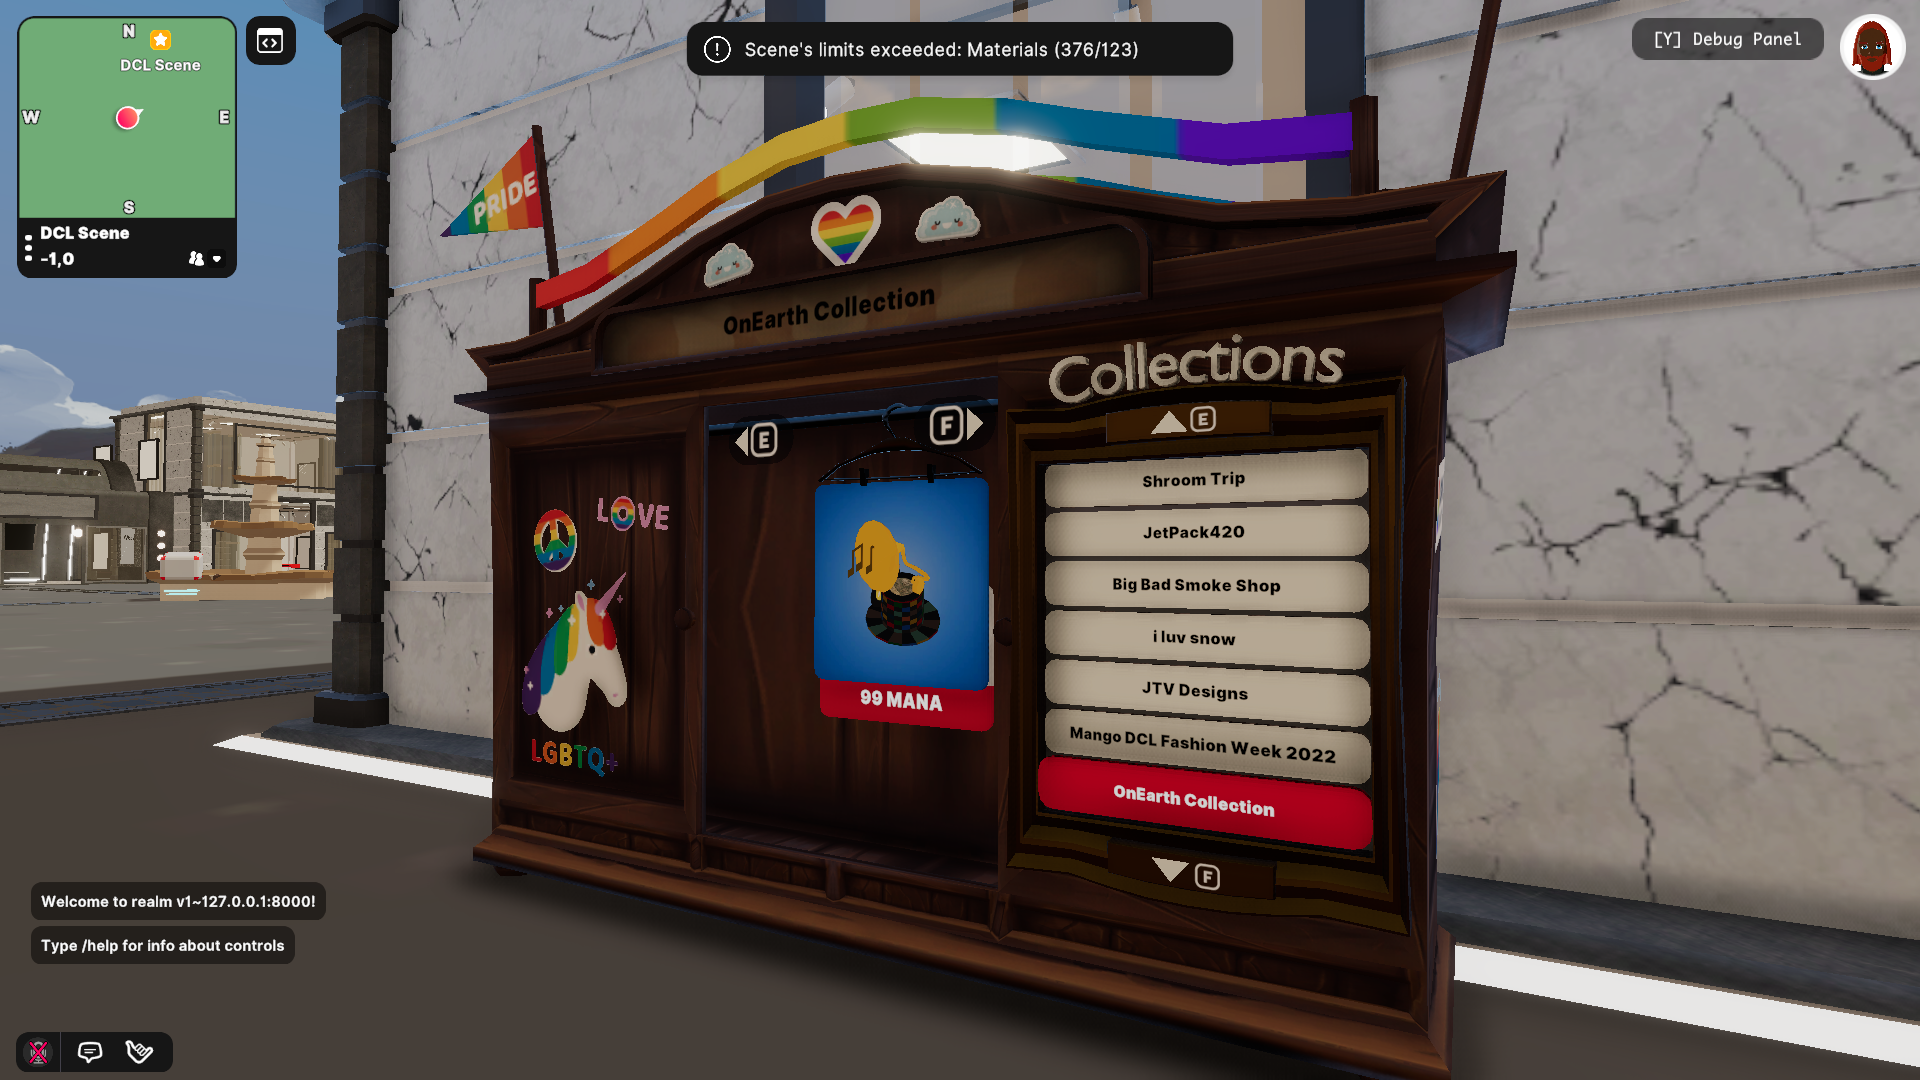 N
DCL Scene
W
E
S
DCL Scene
-1,0
Scene's limits exceeded: Materials (376/123)
[Y] Debug Panel
PRIDE
OnEarth Collection
Collections
E
E
F
LOVE
LGBTQ+
99 MANA
Shroom Trip
JetPack420
Big Bad Smoke Shop
i luv snow
JTV Designs
Mango DCL Fashion Week 2022
OnEarth Collection
F
Welcome to realm v1~127.0.0.1:8000!
Type /help for info about controls